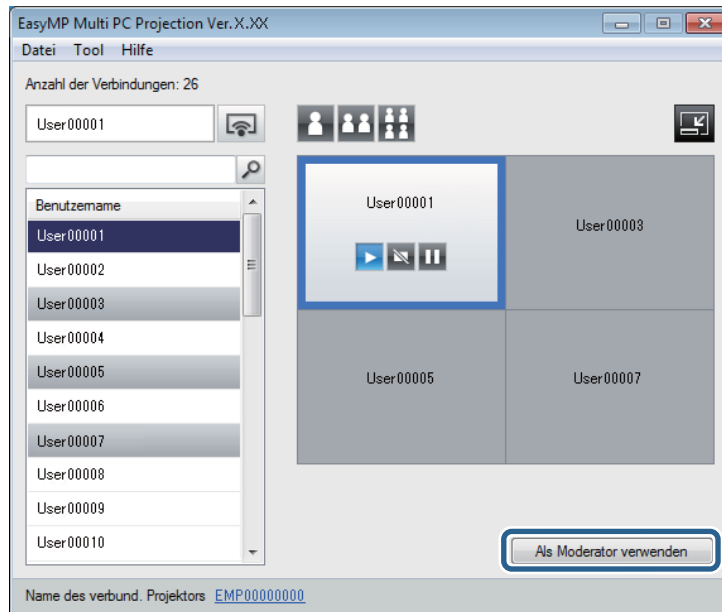 EasyMP Multi PC Projection Ver.X.XX
Datei Tool Hilfe
Anzahl der Verbindungen: 26
User00001
Benutzername
User00001
User00002
User00003
User00004
User00005
User00006
User00007
User00008
User00009
User00010
User00001
User00003
User00005
User00007
Als Moderator verwenden
Name des verbund. Projektors EMP00000000